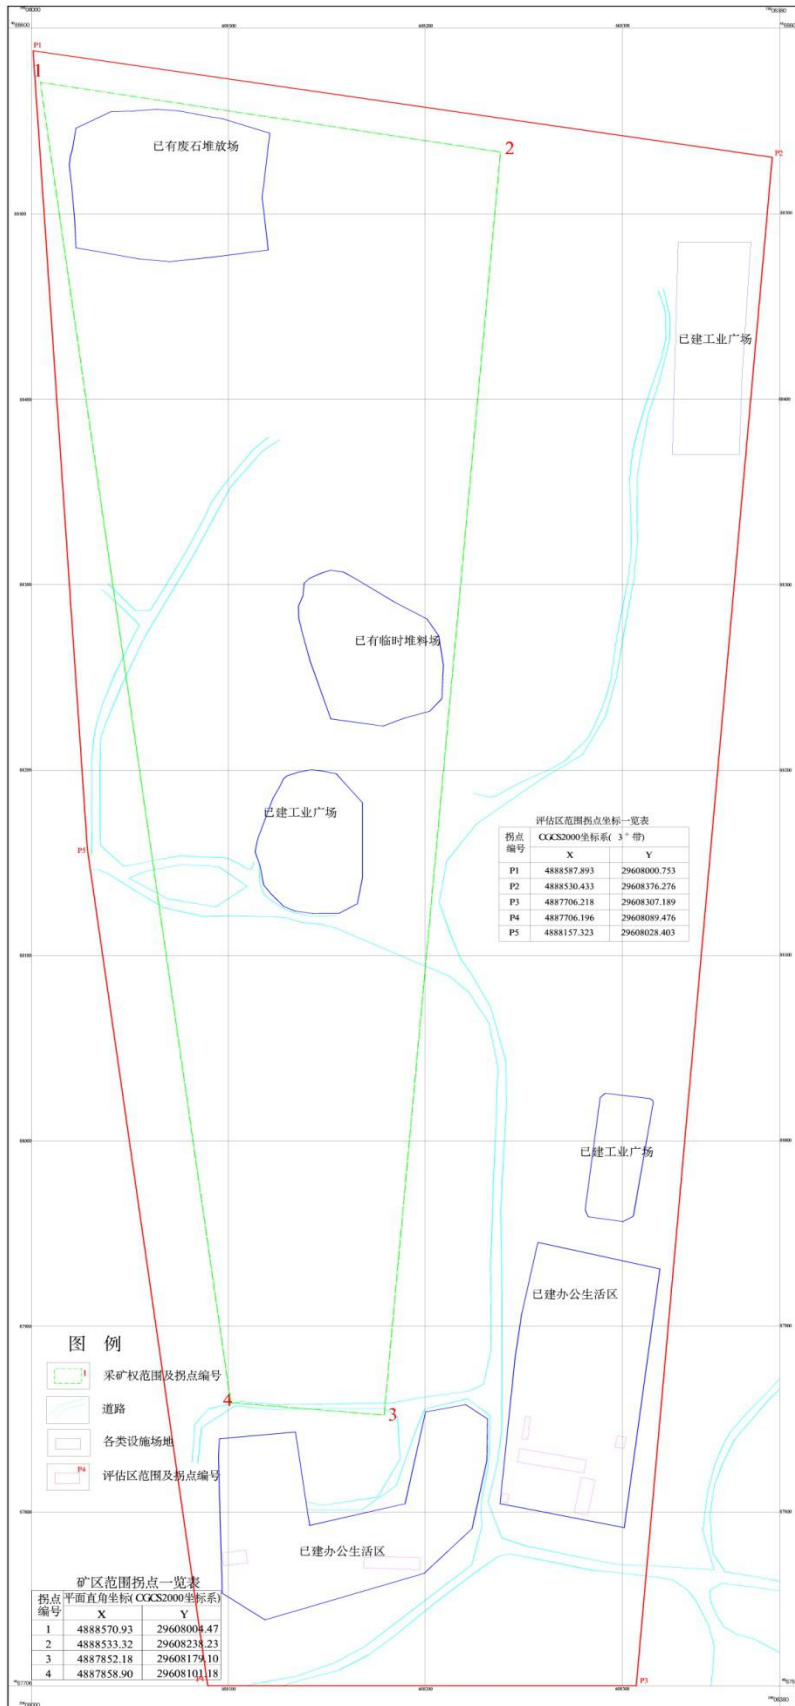 P1
1
2
P2
已有废石堆放场
已建工业广场
已有临时堆料场
已建工业广场
P5
评估区范围拐点坐标一览表
拐点编号 CGCS2000坐标系( 3°带)
X Y
P1 4888587.893 29608000.753
P2 4888530.433 29608376.276
P3 4887706.218 29608307.189
P4 4887706.196 29608089.476
P5 4888157.323 29608028.403
已建工业广场
已建办公生活区
图 例
1 采矿权范围及拐点编号
道路
各类设施场地
P4 评估区范围及拐点编号
4
3
已建办公生活区
矿区范围拐点一览表
拐点编号 平面直角坐标(CGCS2000坐标系)
X Y
1 4888570.93 29608004.47
2 4888533.32 29608238.23
3 4887852.18 29608179.10
4 4887858.90 29608101.18
P3